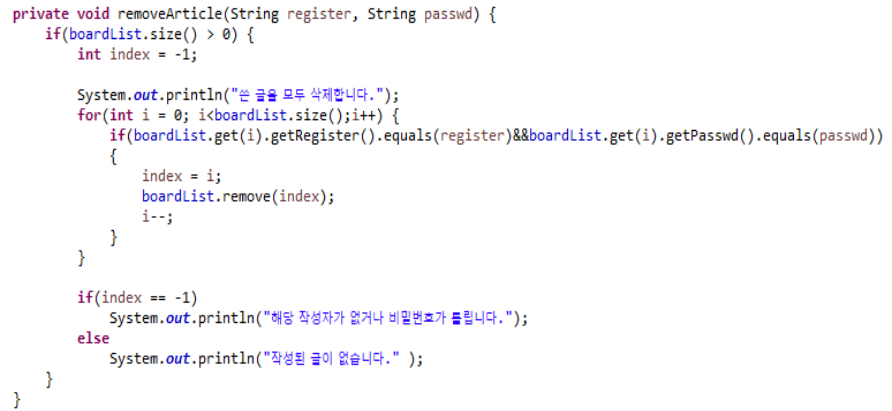 private void removeArticle(String register, String passwd) {
if(boardList.size() > 0) {
int index = -1;
System.out.println("쓴 글을 모두 삭제합니다.");
for(int i = 0; i<boardList.size();i++) {
if(boardList.get(i).getRegister().equals(register)&&boardList.get(i).getPasswd().equals(passwd))
{
index = i;
boardList.remove(index);
i--;
}
}
if(index == -1)
System.out.println("해당 작성자가 없거나 비밀번호가 틀립니다.");
else
System.out.println("작성된 글이 없습니다." );
}
}